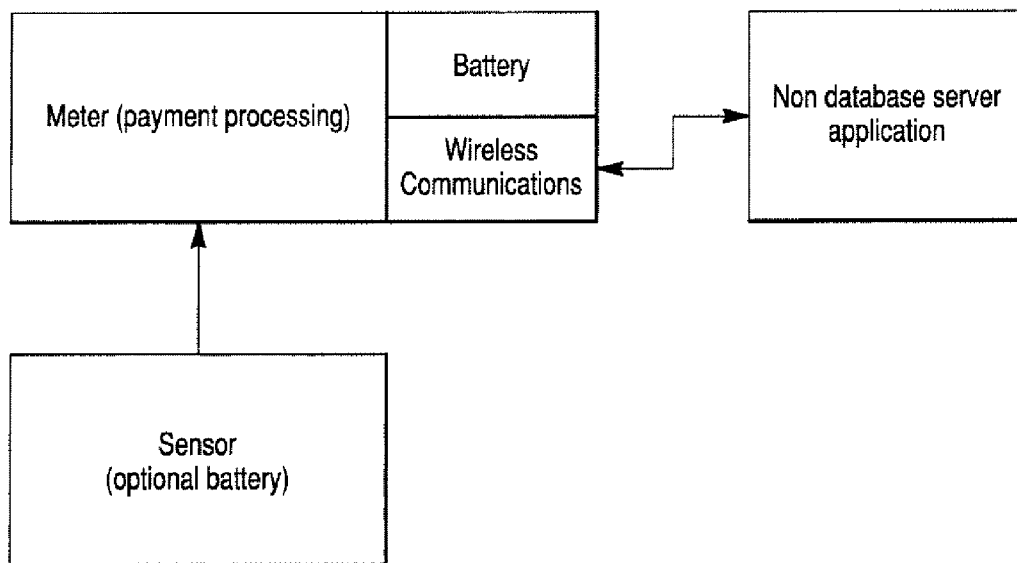 Meter (payment processing)
Battery
Wireless
Communications
Non database server
application
Sensor
(optional battery)